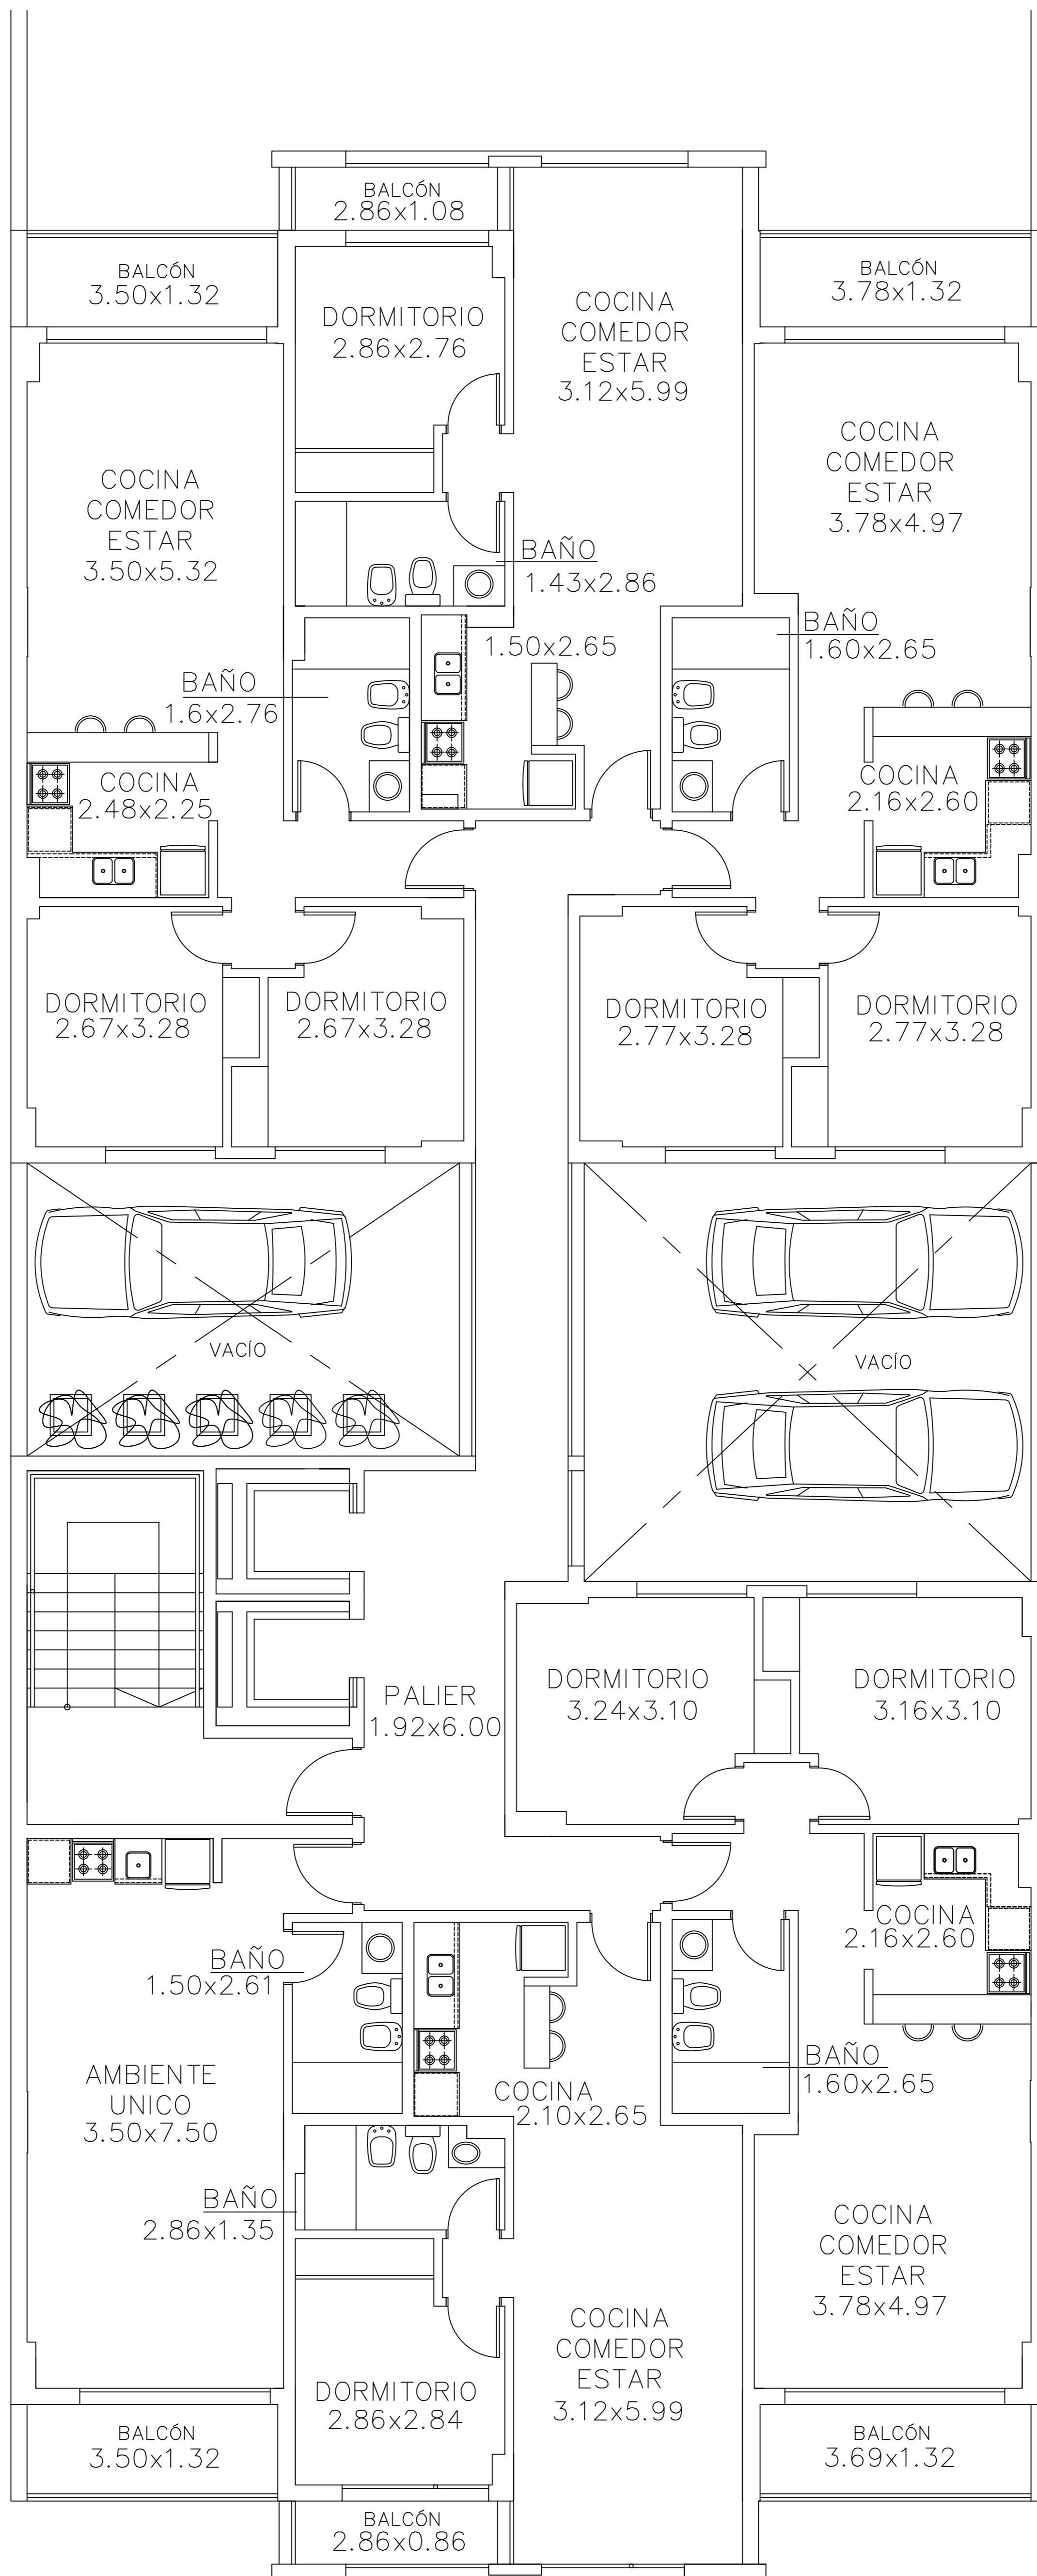 BALCÓN
2.86x1.08
BALCÓN
3.50x1.32
BALCÓN
3.78x1.32
DORMITORIO
2.86x2.76
COCINA
COMEDOR
ESTAR
3.12x5.99
COCINA
COMEDOR
ESTAR
3.50x5.32
COCINA
COMEDOR
ESTAR
3.78x4.97
BAÑO
1.43x2.86
1.50x2.65
BAÑO
1.60x2.65
BAÑO
1.6x2.76
COCINA
2.48x2.25
COCINA
2.16x2.60
DORMITORIO
2.67x3.28
DORMITORIO
2.67x3.28
DORMITORIO
2.77x3.28
DORMITORIO
2.77x3.28
VACÍO
VACÍO
PALIER
1.92x6.00
DORMITORIO
3.24x3.10
DORMITORIO
3.16x3.10
COCINA
2.16x2.60
BAÑO
1.50x2.61
AMBIENTE
UNICO
3.50x7.50
COCINA
2.10x2.65
BAÑO
1.60x2.65
BAÑO
2.86x1.35
COCINA
COMEDOR
ESTAR
3.78x4.97
COCINA
COMEDOR
ESTAR
3.12x5.99
DORMITORIO
2.86x2.84
BALCÓN
3.50x1.32
BALCÓN
3.69x1.32
BALCÓN
2.86x0.86